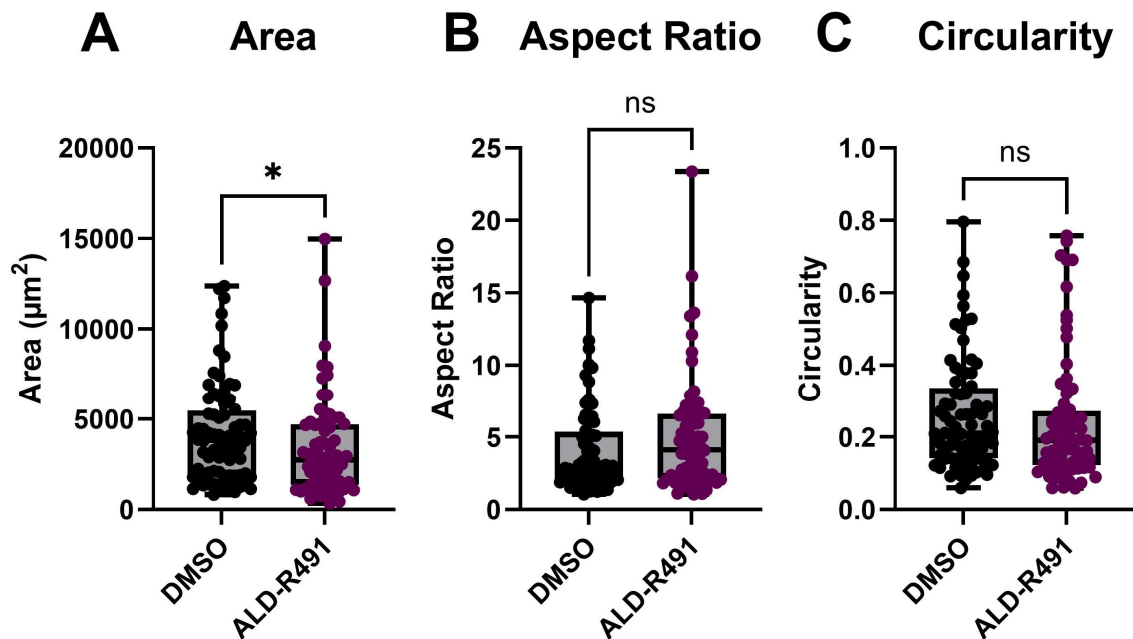 A Area
B Aspect Ratio
C Circularity
*
ns
ns
Area (µm²)
20000
15000
10000
5000
0
DMSO
ALD-R491
Aspect Ratio
25
20
15
10
5
0
DMSO
ALD-R491
Circularity
1.0
0.8
0.6
0.4
0.2
0.0
DMSO
ALD-R491